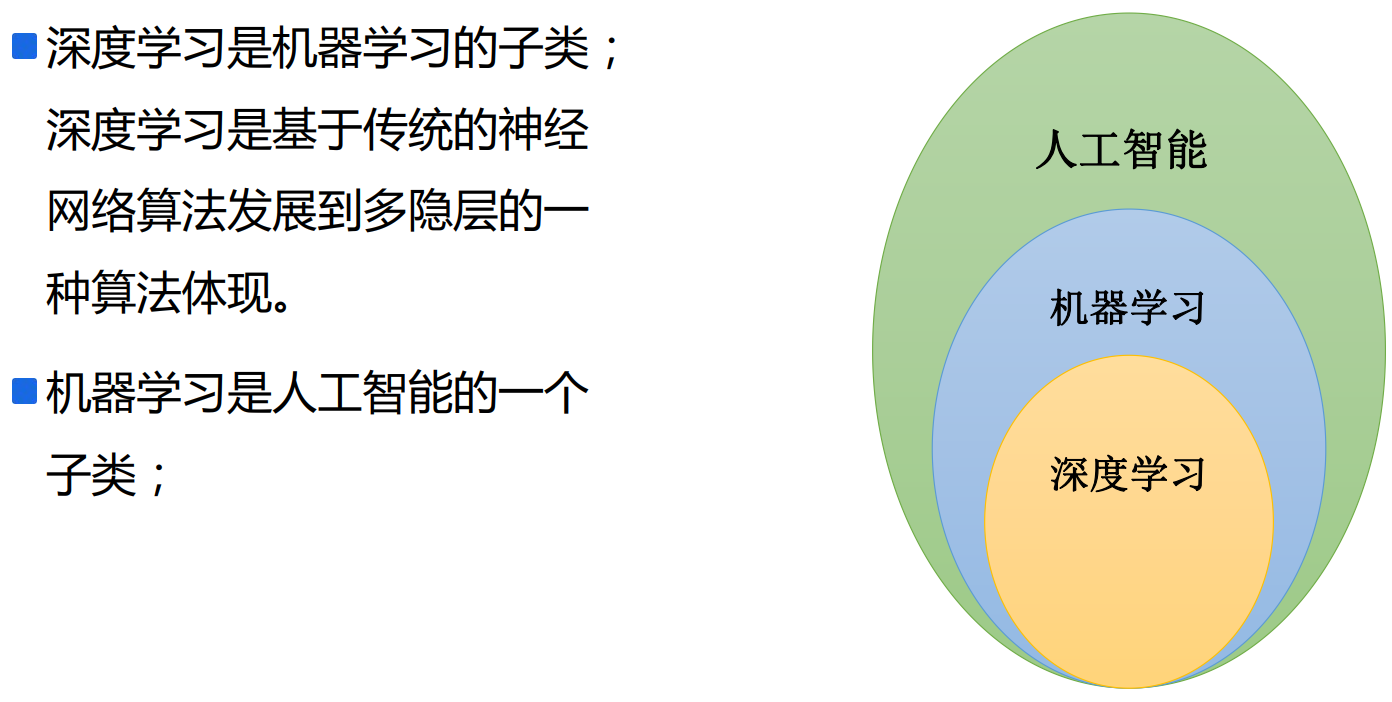 深度学习是机器学习的子类；
深度学习是基于传统的神经
网络算法发展到多隐层的一
种算法体现。
机器学习是人工智能的一个
子类；
人工智能
机器学习
深度学习